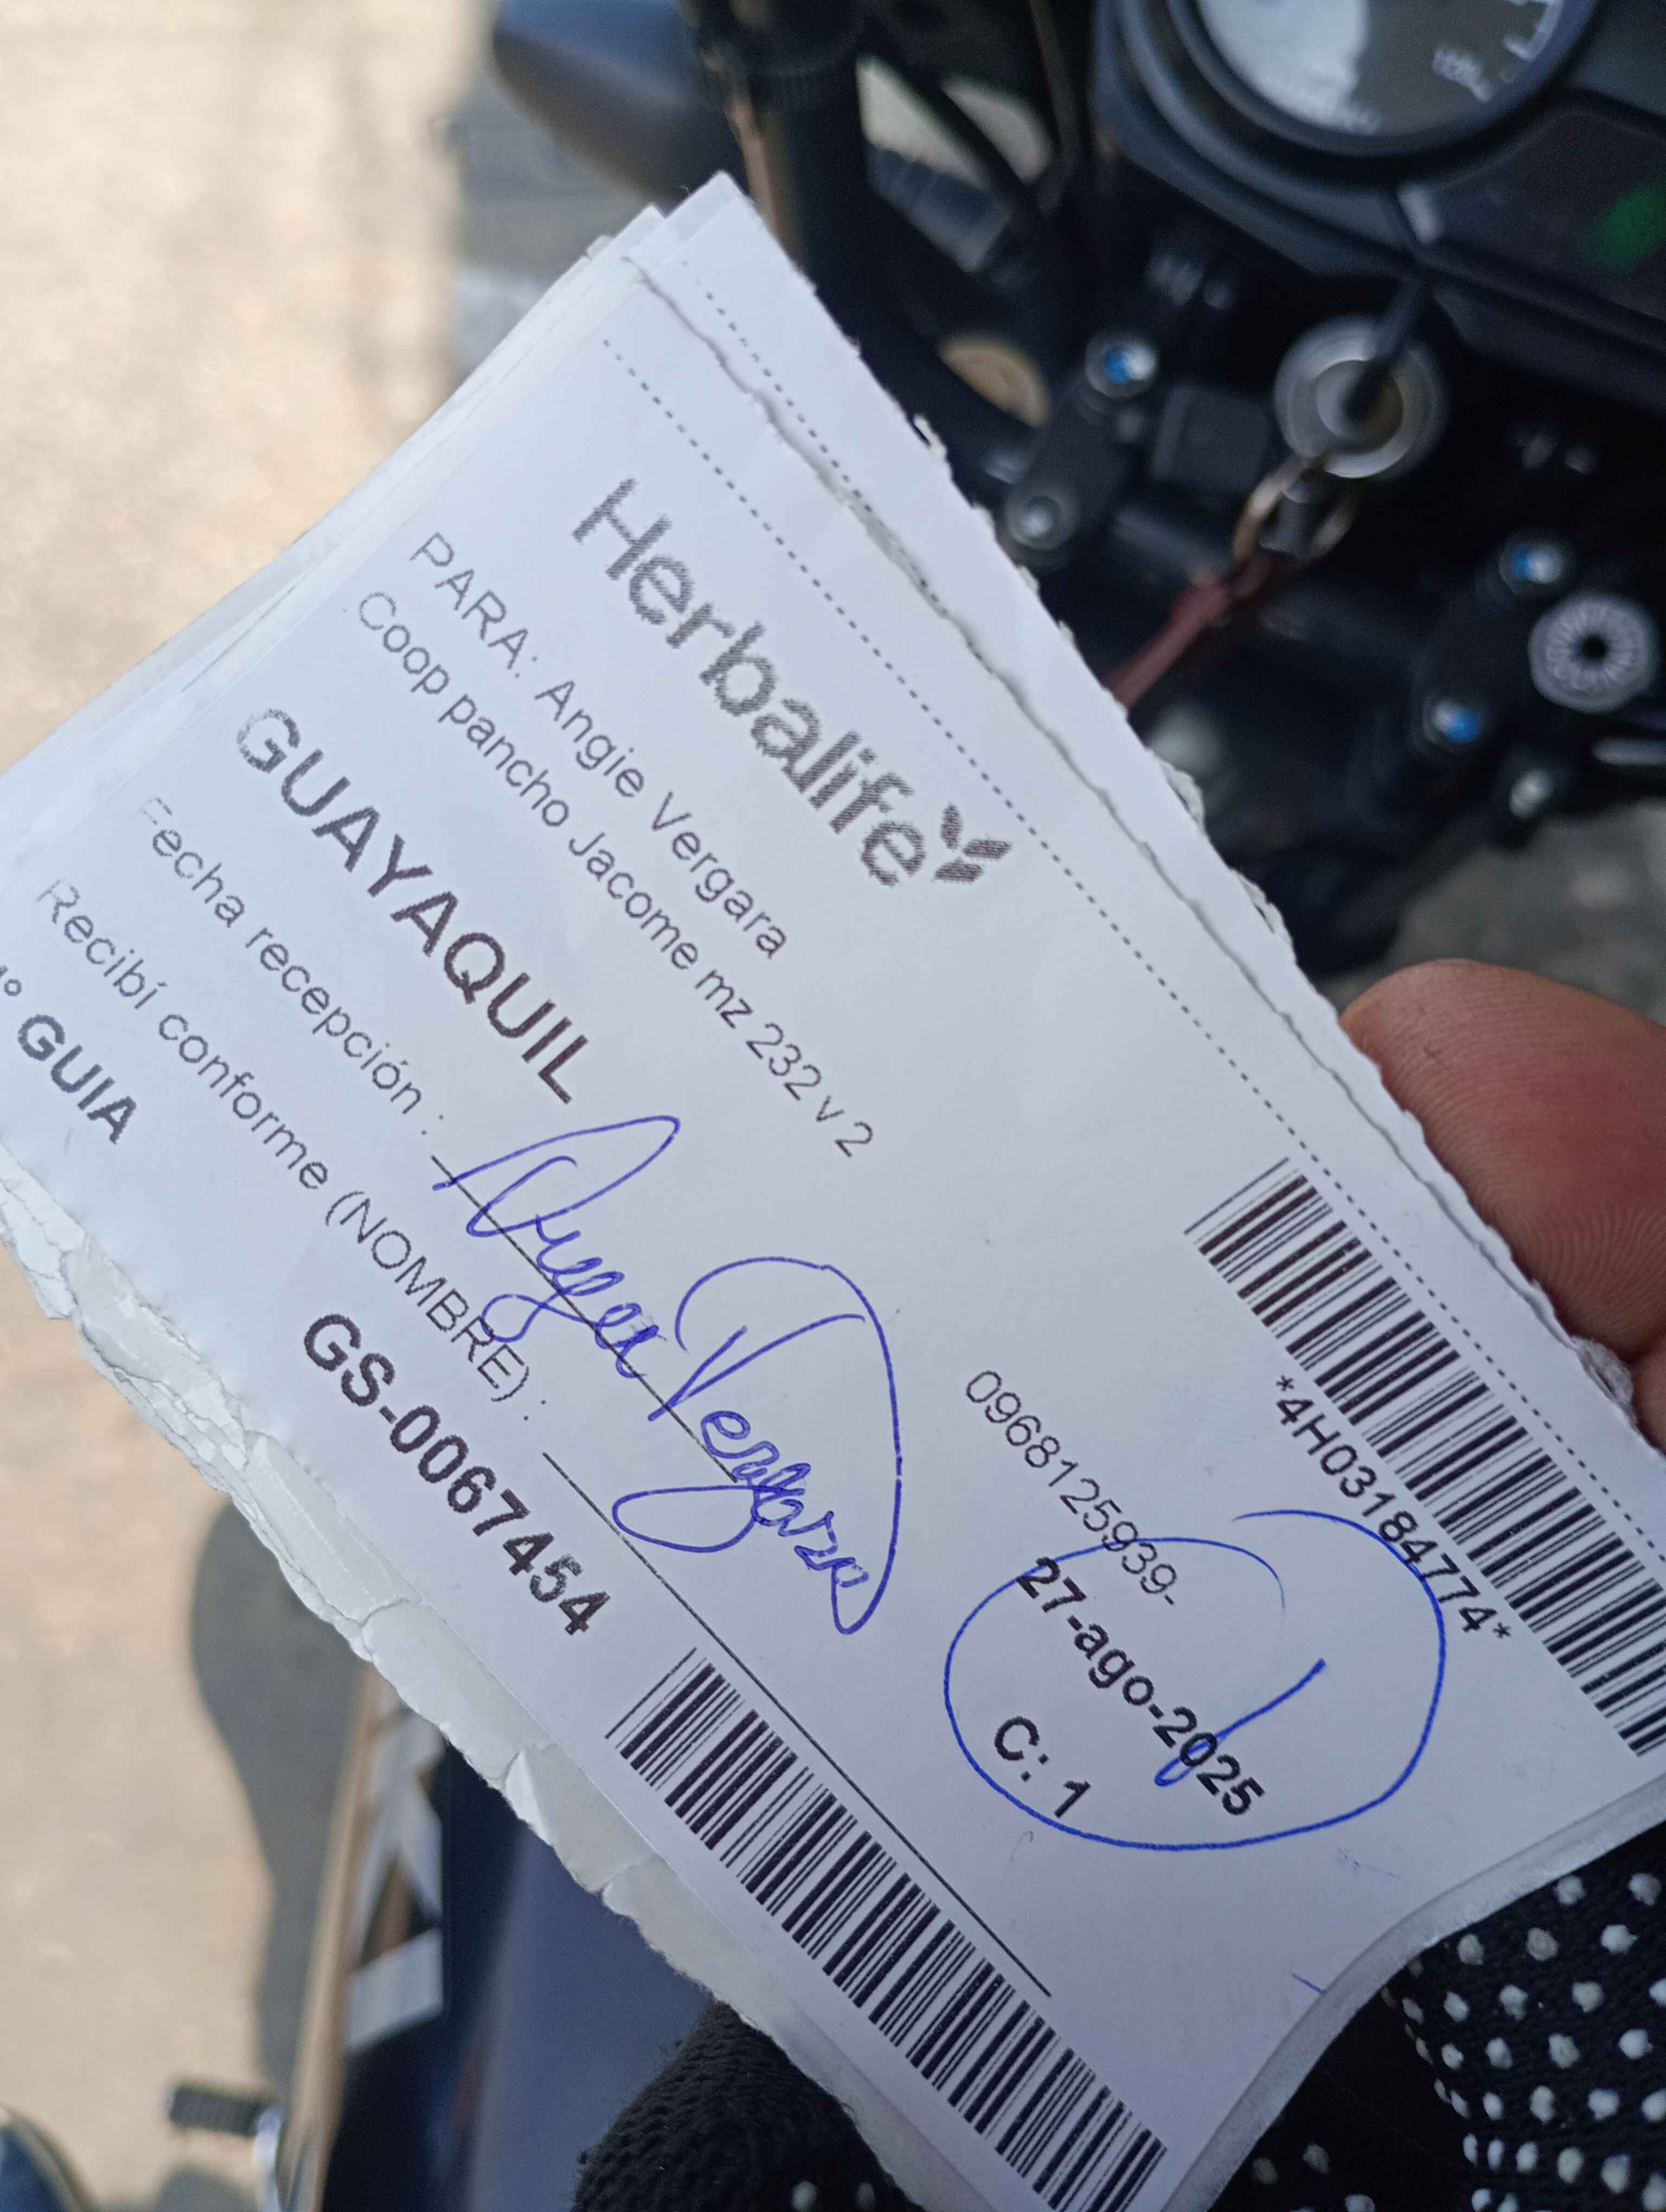 Herbalife
*4H03184774*
PARA: Angie Vergara
Coop pancho Jacome mz 232 v 2
0968125939-
GUAYAQUIL
27-ago-2025
Fecha recepción :
C: 1
Recibí conforme (NOMBRE) :
Vergara
GUIA
GS-0067454